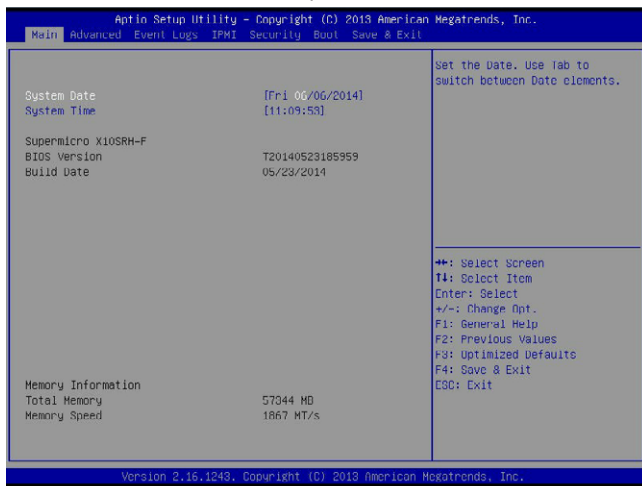 Aptio Setup Utility - Copyright (C) 2013 American Megatrends, Inc.
Main Advanced Event Logs IPMI Security Boot Save & Exit
Set the Date. Use Tab to
switch between Date elements.
System Date [Fri 06/06/2014]
System Time [11:09:53]
Supermicro X10SRH-F
BIOS Version T20140523185959
Build Date 05/23/2014
→←: Select Screen
↑↓: Select Item
Enter: Select
+/-: Change Opt.
F1: General Help
F2: Previous Values
F3: Optimized Defaults
F4: Save & Exit
ESC: Exit
Memory Information
Total Memory 57344 MB
Memory Speed 1867 MT/s
Version 2.16.1243. Copyright (C) 2013 American Megatrends, Inc.